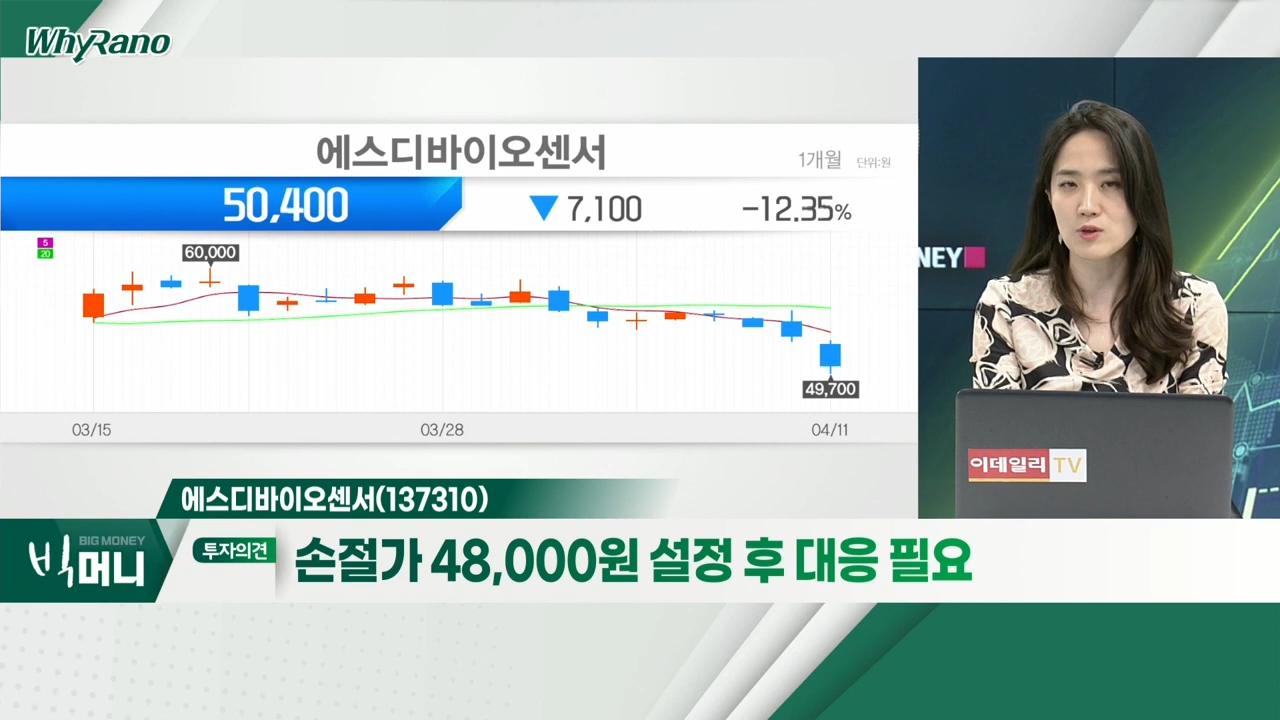 WhyRano
에스디바이오센서
1개월 단위:원
50,400 ▼ 7,100 -12.35%
5
20
60,000
49,700
03/15 03/28 04/11
NEY
이데일리 TV
에스디바이오센서(137310)
BIG MONEY
빅머니
투자의견
손절가 48,000원 설정 후 대응 필요